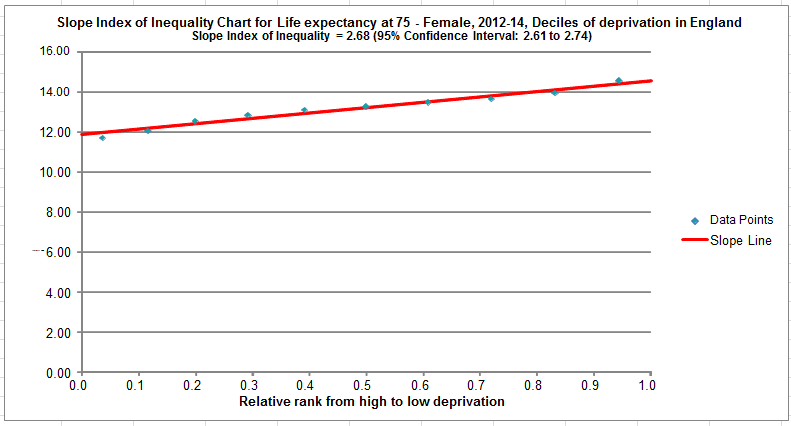 Slope Index of Inequality Chart for Life expectancy at 75 - Female, 2012-14, Deciles of deprivation in England
Slope Index of Inequality = 2.68 (95% Confidence Interval: 2.61 to 2.74)
16.00
14.00
12.00
10.00
8.00
6.00
4.00
2.00
0.00
Data Points
Slope Line
0.0 0.1 0.2 0.3 0.4 0.5 0.6 0.7 0.8 0.9 1.0
Relative rank from high to low deprivation